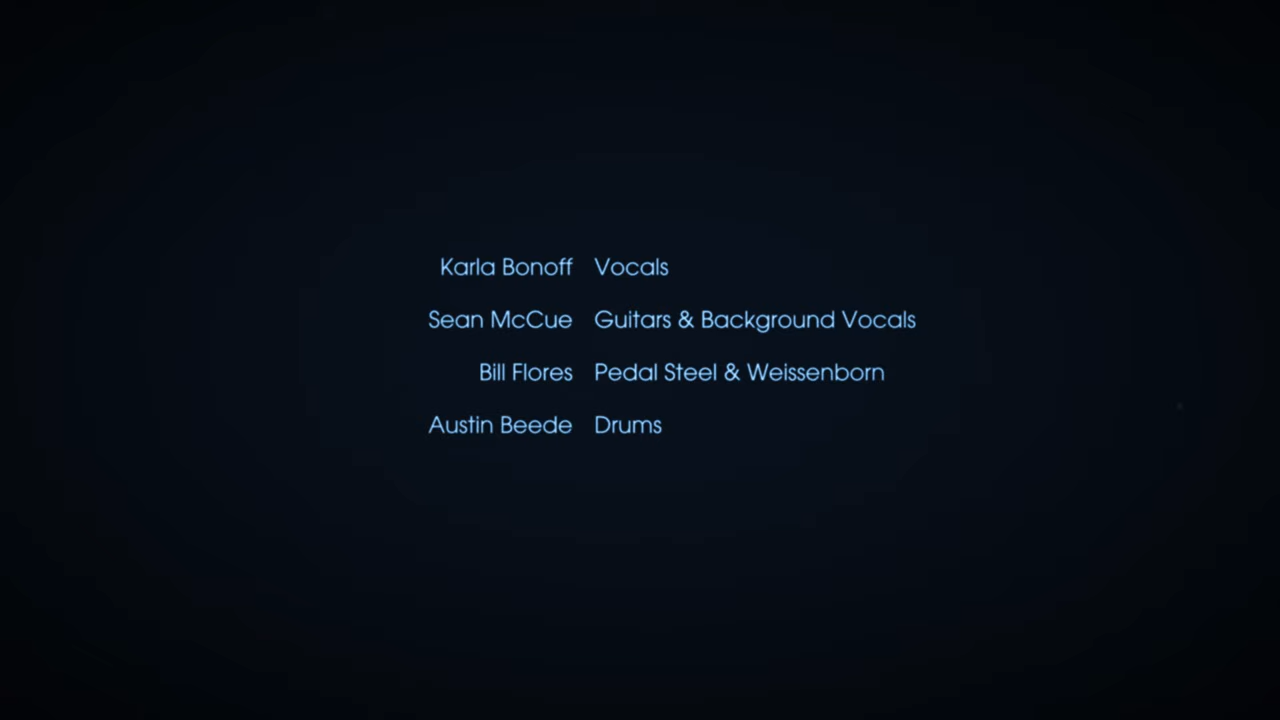 Karla Bonoff Vocals
Sean McCue Guitars & Background Vocals
Bill Flores Pedal Steel & Weissenborn
Austin Beede Drums